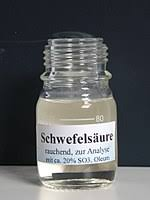 80
Schwefelsäure
rauchend, zur Analyse
mit ca. 20% SO3, Oleum